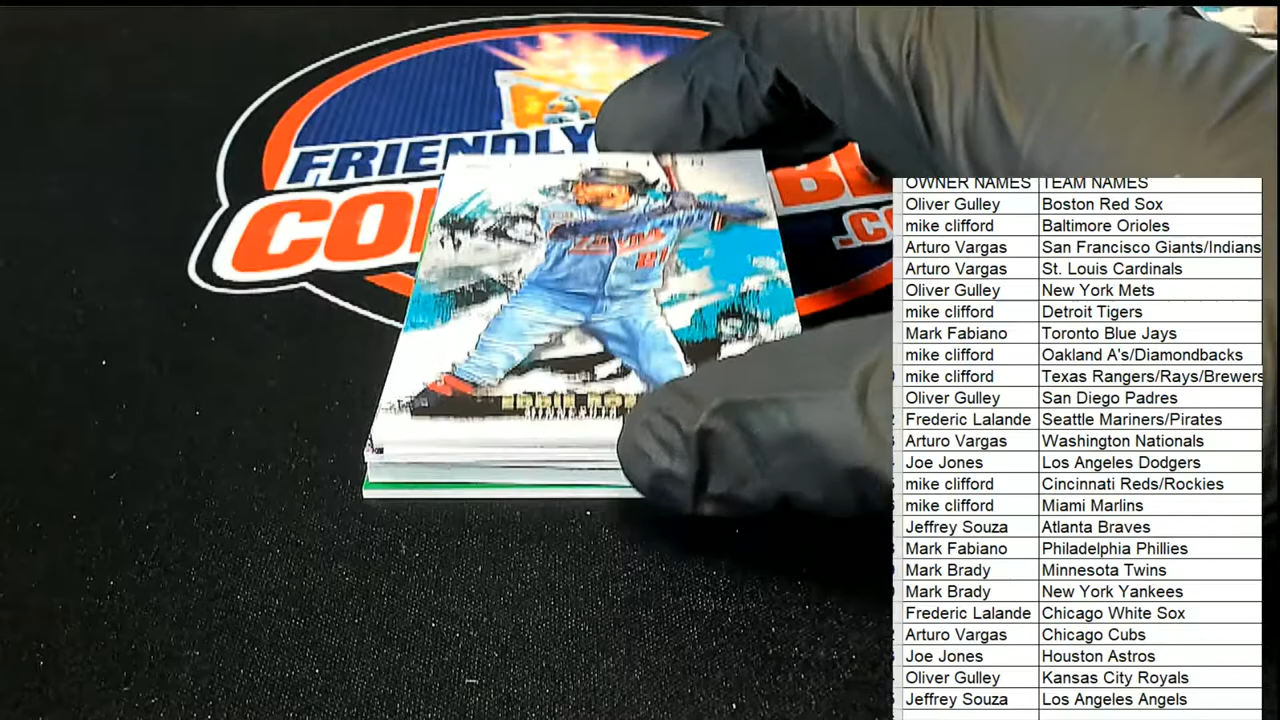 FRIENDLY
CO
BB
.CO
Twins
21
OWNER NAMES TEAM NAMES
Oliver Gulley Boston Red Sox
mike clifford Baltimore Orioles
Arturo Vargas San Francisco Giants/Indians
Arturo Vargas St. Louis Cardinals
Oliver Gulley New York Mets
mike clifford Detroit Tigers
Mark Fabiano Toronto Blue Jays
mike clifford Oakland A's/Diamondbacks
mike clifford Texas Rangers/Rays/Brewers
Oliver Gulley San Diego Padres
Frederic Lalande Seattle Mariners/Pirates
Arturo Vargas Washington Nationals
Joe Jones Los Angeles Dodgers
mike clifford Cincinnati Reds/Rockies
mike clifford Miami Marlins
Jeffrey Souza Atlanta Braves
Mark Fabiano Philadelphia Phillies
Mark Brady Minnesota Twins
Mark Brady New York Yankees
Frederic Lalande Chicago White Sox
Arturo Vargas Chicago Cubs
Joe Jones Houston Astros
Oliver Gulley Kansas City Royals
Jeffrey Souza Los Angeles Angels